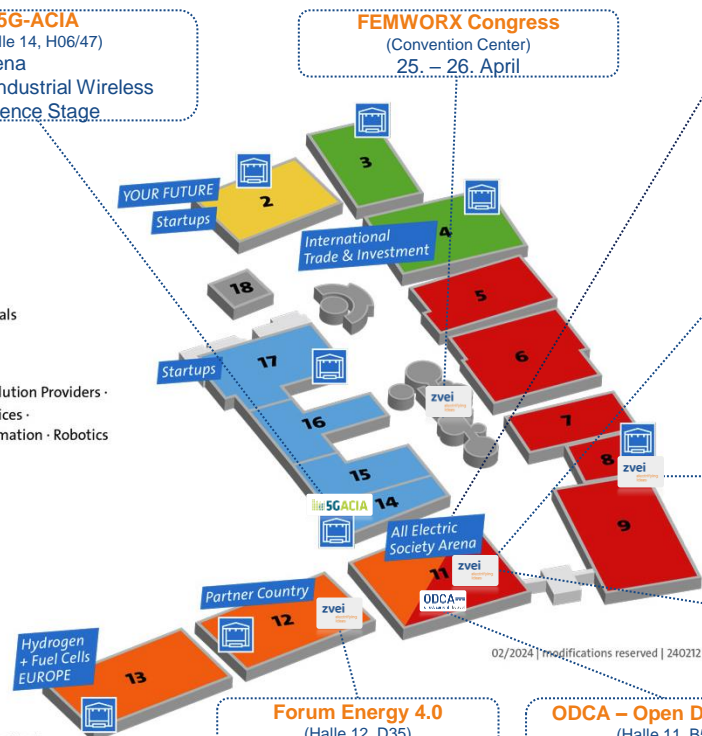 5G-ACIA
lle 14, H06/47)
ena
ndustrial Wireless
ence Stage
FEMWORX Congress
(Convention Center)
25. – 26. April
3
YOUR FUTURE
2
Startups
4
International
Trade & Investment
18
5
als
6
17
Startups
lution Providers ·
ices ·
mation · Robotics
zvei
16
7
8
zvei
15
14
5GACIA
9
All Electric
Society Arena
11
zvei
Partner Country
ODCA
zvei
12
Hydrogen
+ Fuel Cells
EUROPE
13
02/2024 | modifications reserved | 240212
Forum Energy 4.0
(Halle 12, D35)
ODCA – Open D
(Halle 11, B5